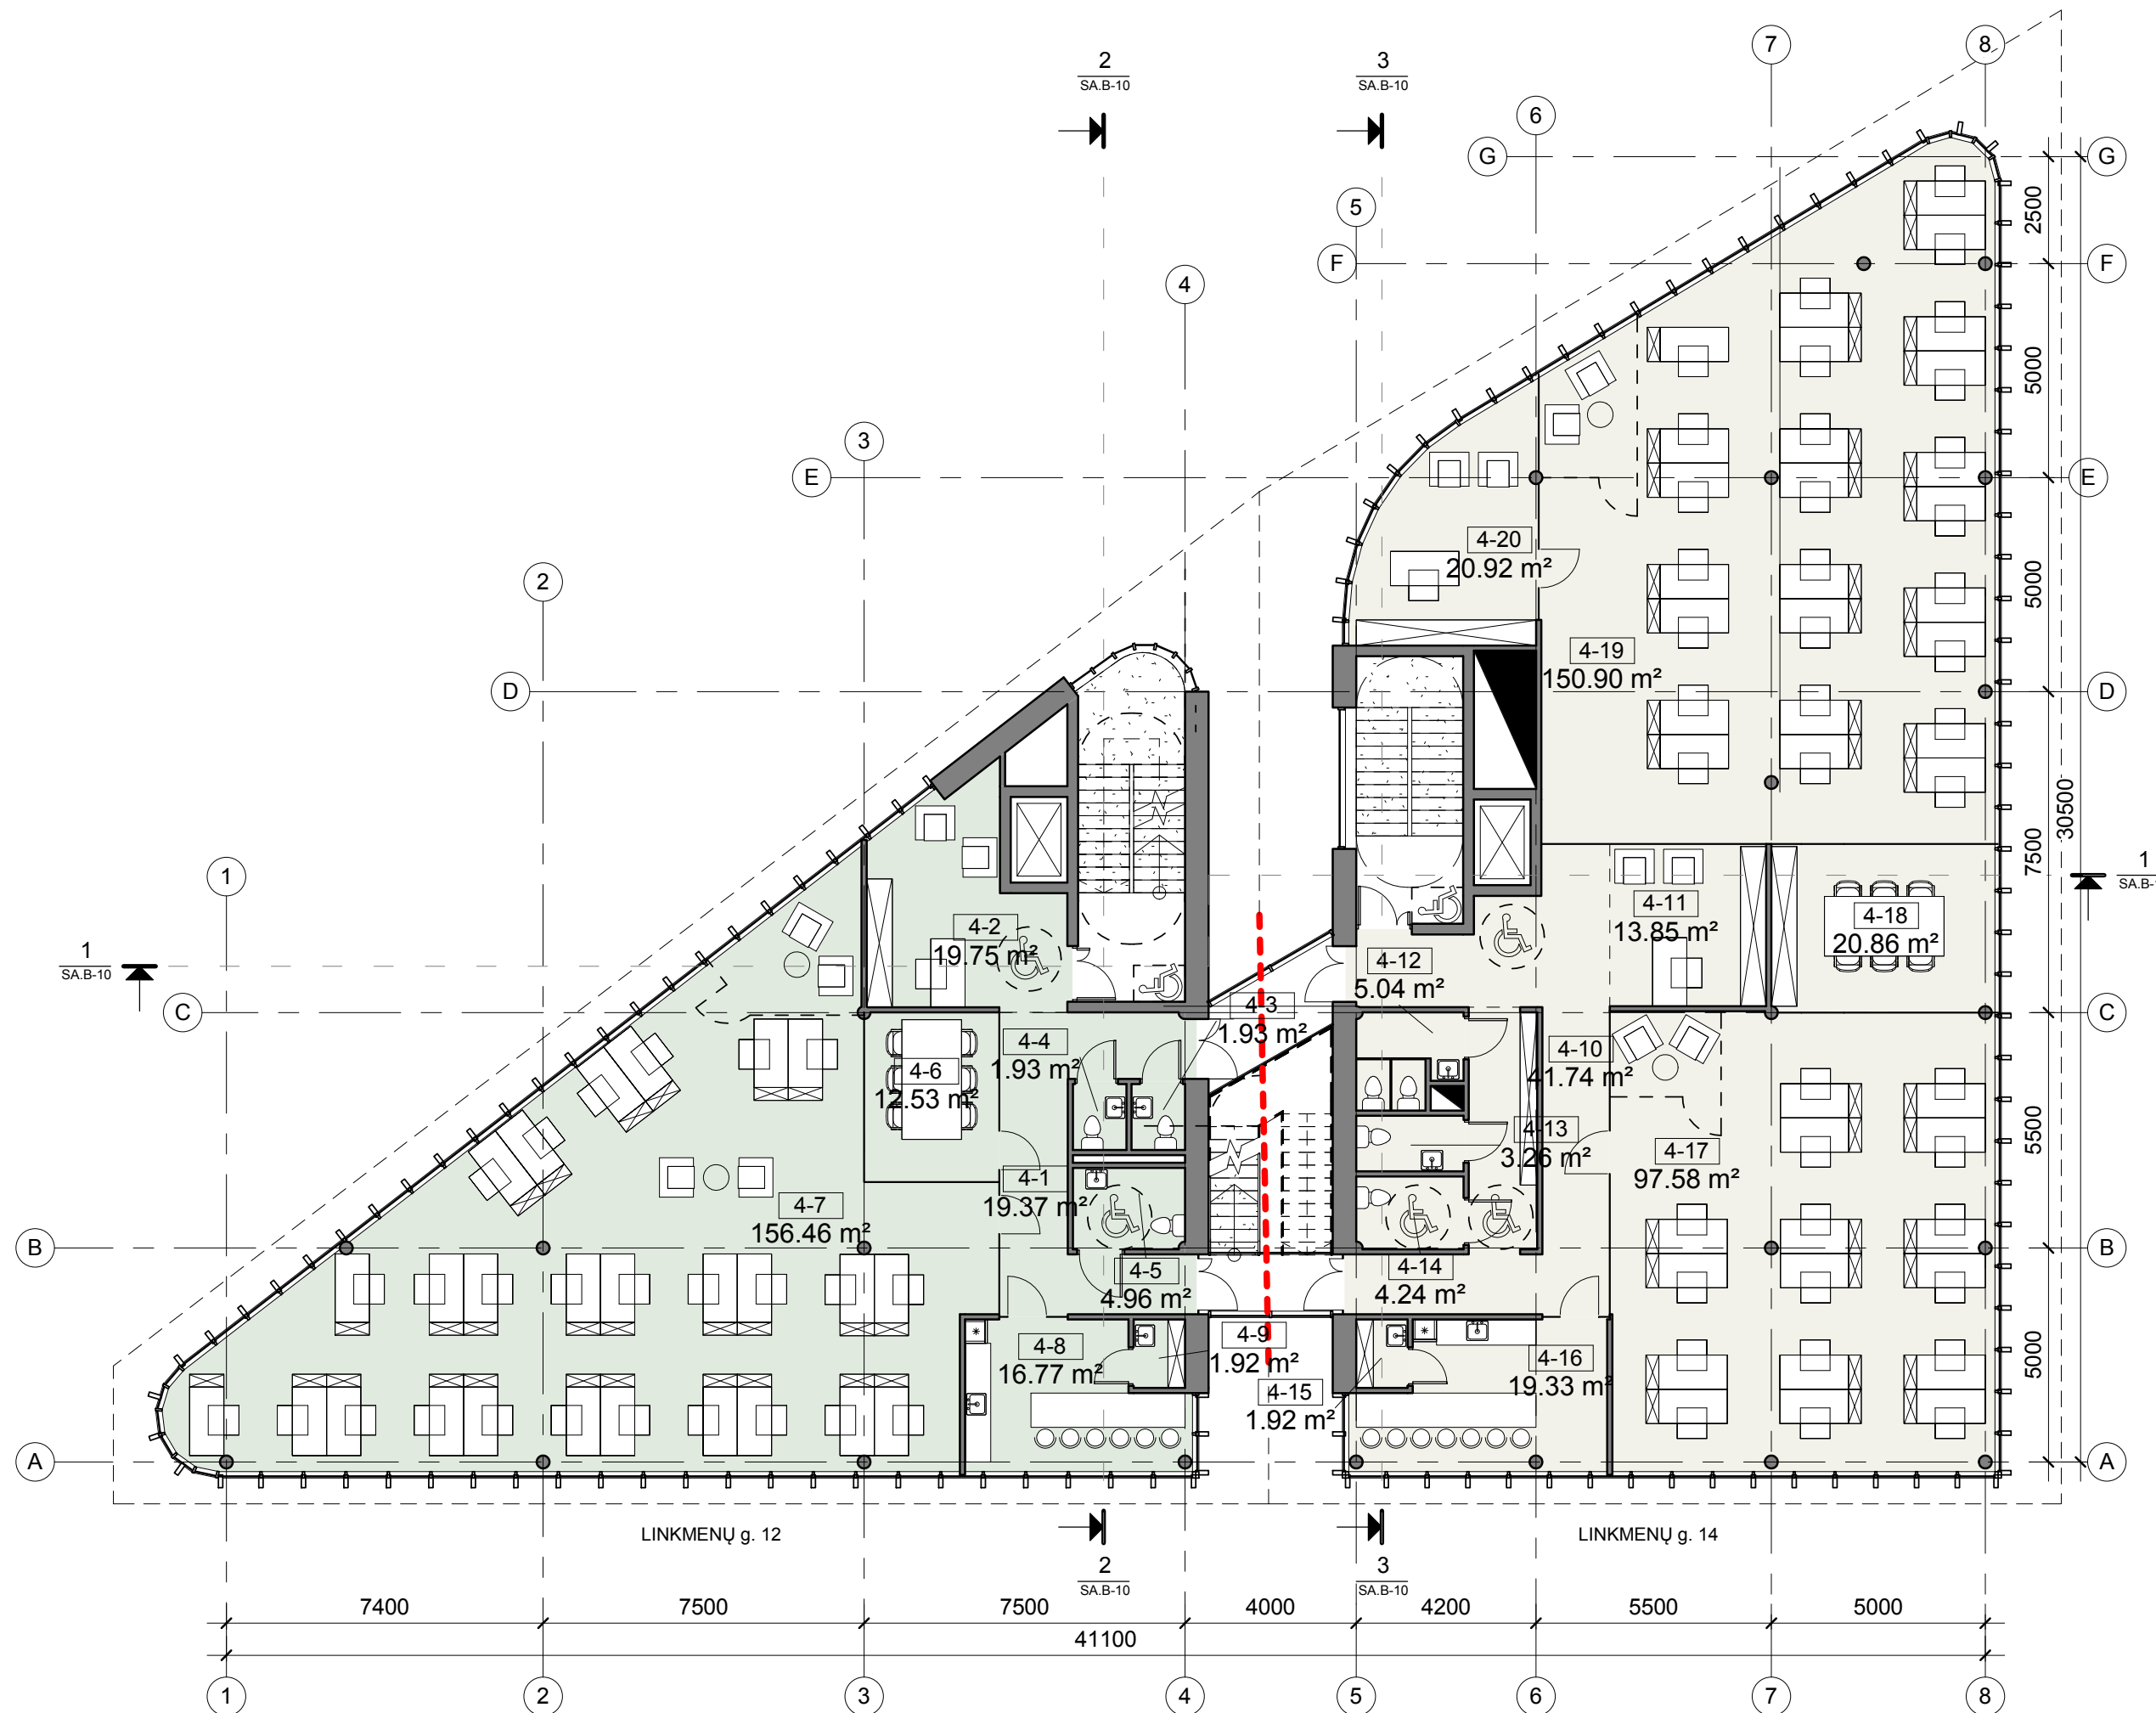 7
8
2
SA.B-10
3
SA.B-10
6
G
G
5
2500
F
F
4
5000
3
E
E
4-20
20.92 m²
2
5000
4-19
150.90 m²
D
D
30500
7500
1
1
SA.B-1
4-11
13.85 m²
4-18
20.86 m²
4-2
19.75 m²
1
SA.B-10
4-12
5.04 m²
C
C
4-3
1.93 m²
4-4
1.93 m²
4-6
12.53 m²
4-10
41.74 m²
4-13
3.26 m²
5500
4-17
97.58 m²
4-1
19.37 m²
4-7
156.46 m²
B
B
4-5
4.96 m²
4-14
4.24 m²
4-8
16.77 m²
4-9
1.92 m²
4-16
19.33 m²
5000
4-15
1.92 m²
A
A
LINKMENŲ g. 12
LINKMENŲ g. 14
2
SA.B-10
3
SA.B-10
7400 7500 7500 4000 4200 5500 5000
41100
1 2 3 4 5 6 7 8